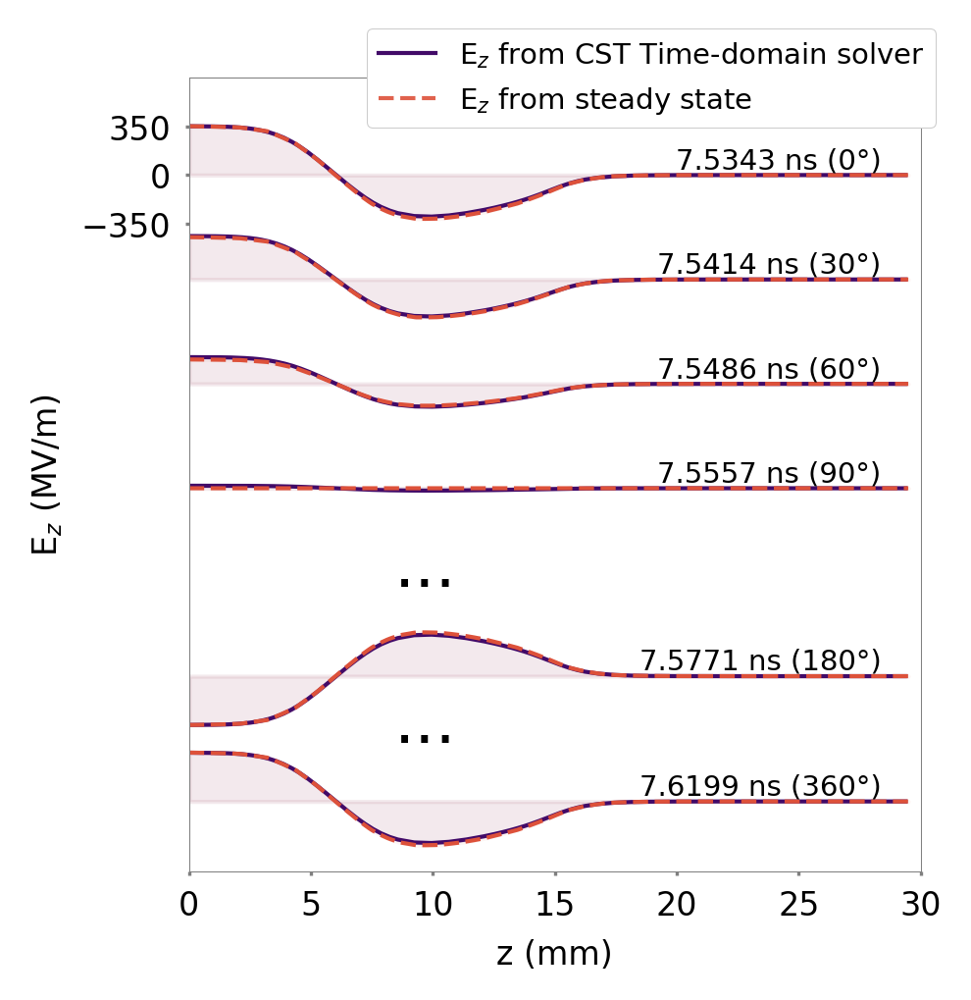 E_z from CST Time-domain solver
E_z from steady state
350
0
−350
7.5343 ns (0°)
7.5414 ns (30°)
7.5486 ns (60°)
7.5557 ns (90°)
...
7.5771 ns (180°)
...
7.6199 ns (360°)
E_z (MV/m)
0 5 10 15 20 25 30
z (mm)